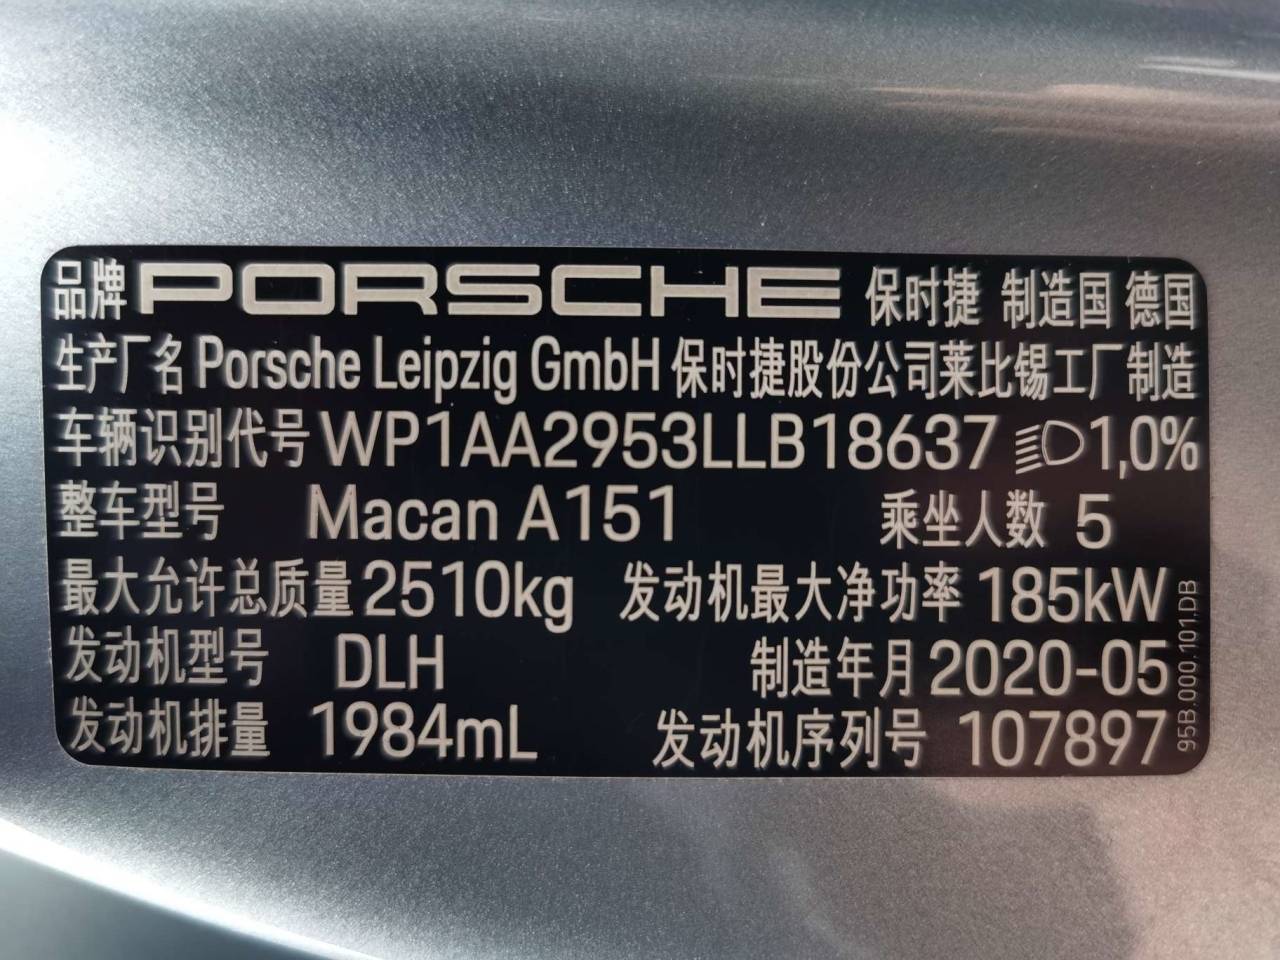 品牌 PORSCHE 保时捷 制造国 德国
生产厂名 Porsche Leipzig GmbH 保时捷股份公司莱比锡工厂制造
车辆识别代号 WP1AA2953LLB18637 1,0%
整车型号 Macan A151 乘坐人数 5
最大允许总质量 2510kg 发动机最大净功率 185kW
发动机型号 DLH 制造年月 2020-05
发动机排量 1984mL 发动机序列号 107897
95B.000.101.DB